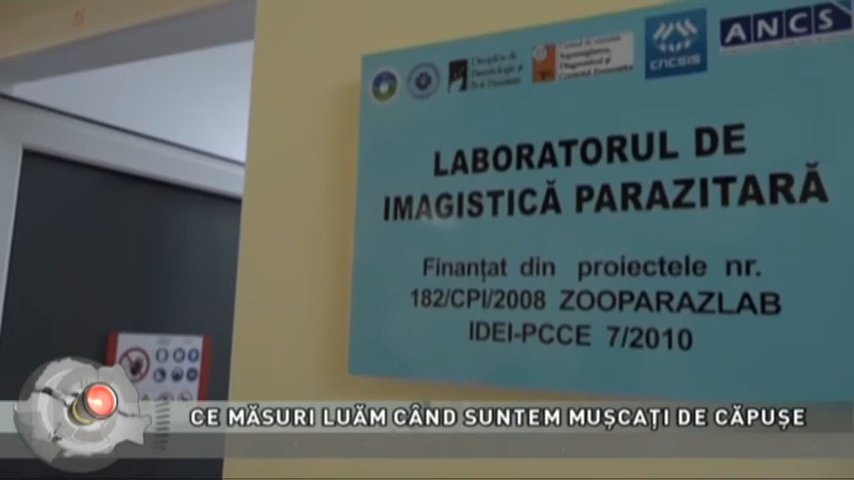 CNCSIS
ANCS
LABORATORUL DE
IMAGISTICĂ PARAZITARĂ
Finanțat din proiectele nr.
182/CPI/2008 ZOOPARAZLAB
IDEI-PCCE 7/2010
CE MĂSURI LUĂM CÂND SUNTEM MUȘCAȚI DE CĂPUȘE